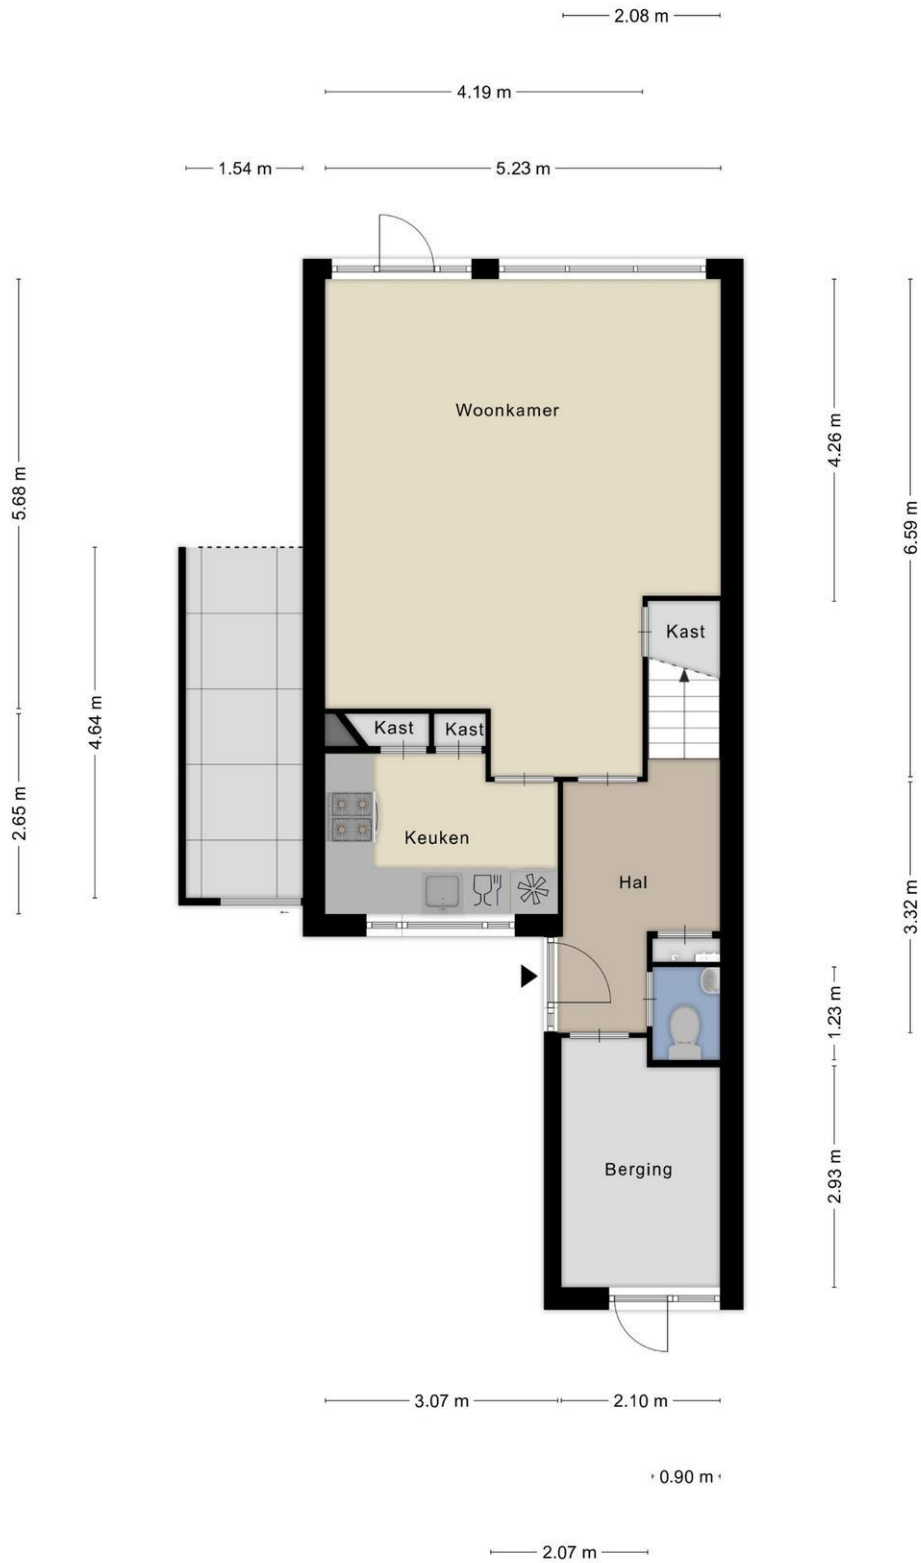 2.08 m
4.19 m
1.54 m
5.23 m
Woonkamer
4.26 m
5.68 m
6.59 m
Kast
4.64 m
Kast
Kast
2.65 m
Keuken
Hal
3.32 m
1.23 m
Berging
2.93 m
3.07 m
2.10 m
0.90 m
2.07 m